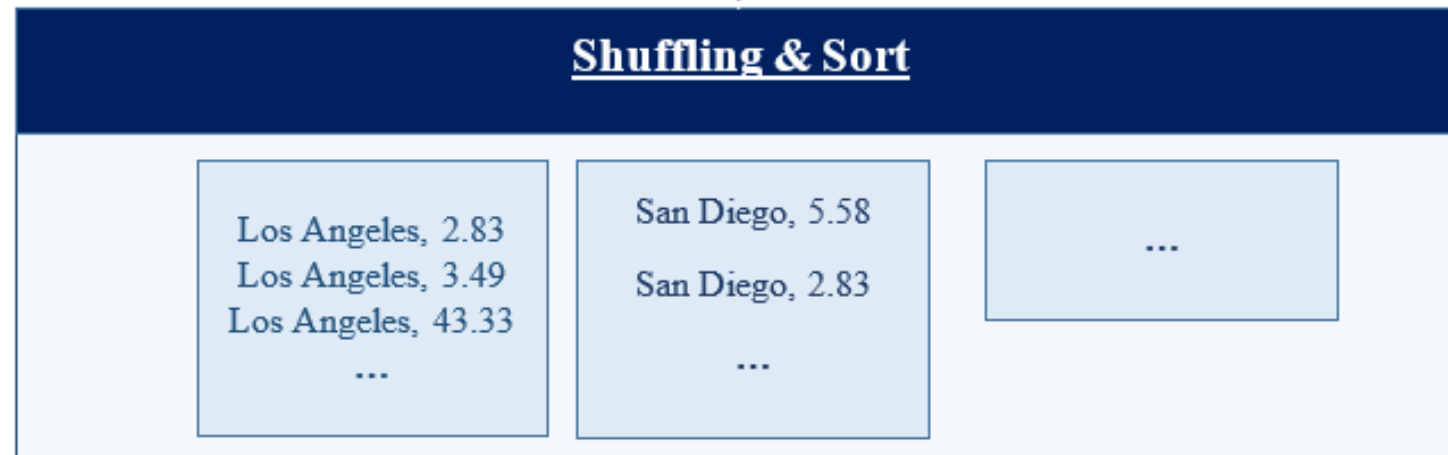 Shuffling & Sort
Los Angeles, 2.83
Los Angeles, 3.49
Los Angeles, 43.33
...
San Diego, 5.58
San Diego, 2.83
...
...